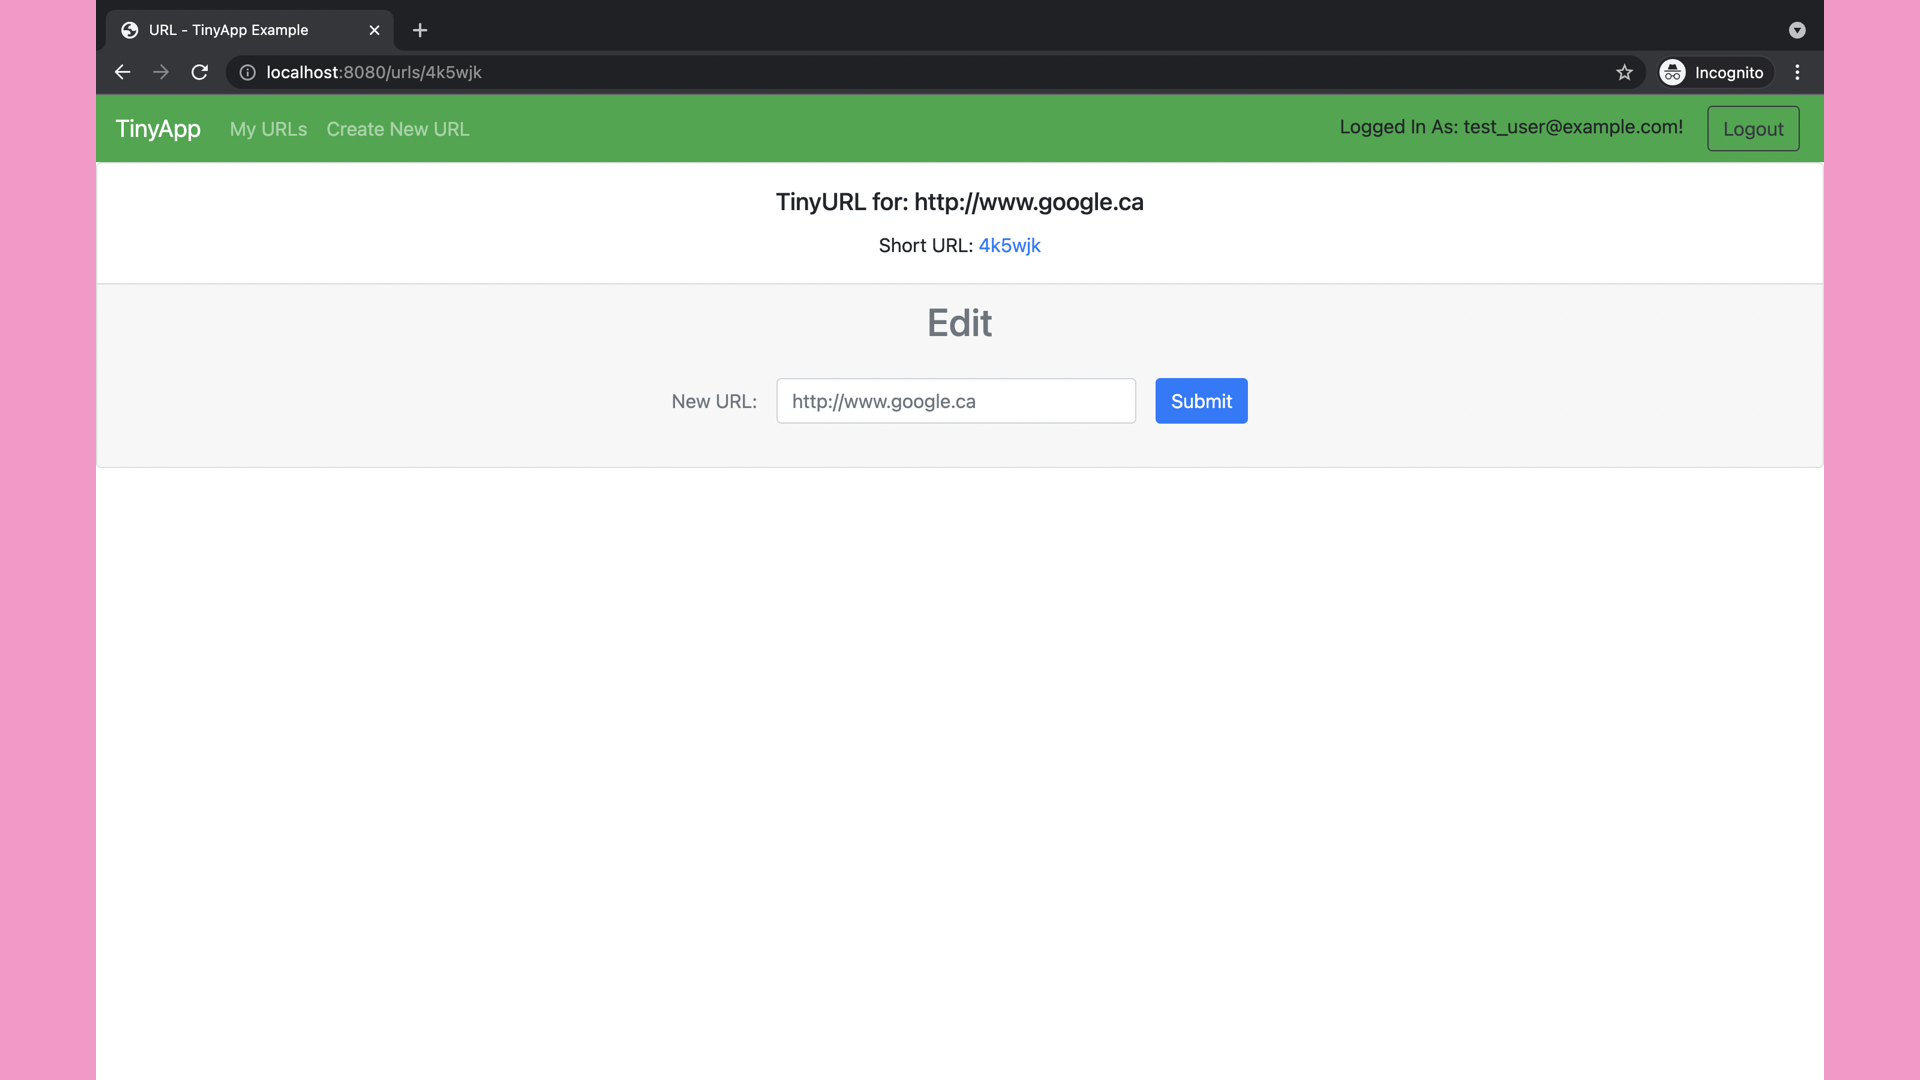 URL - TinyApp Example
localhost:8080/urls/4k5wjk
Incognito
TinyApp My URLs Create New URL Logged In As: test_user@example.com! Logout
TinyURL for: http://www.google.ca
Short URL: 4k5wjk
Edit
New URL: http://www.google.ca Submit